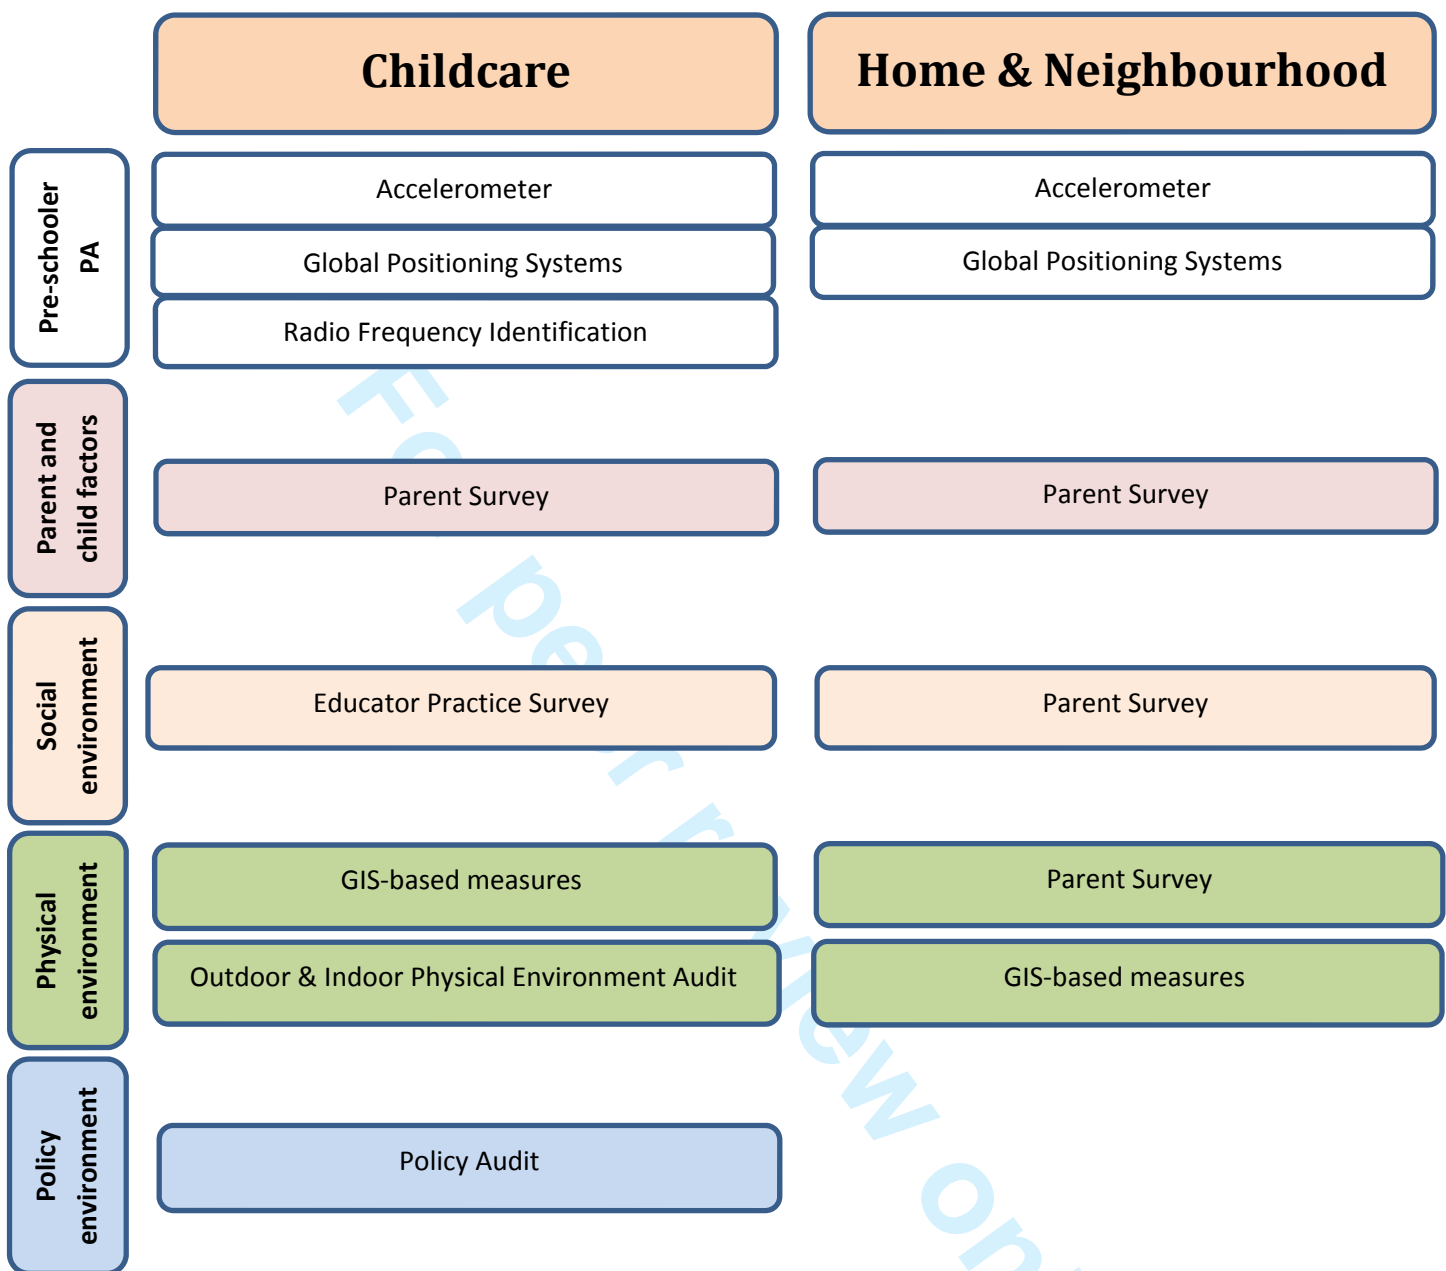 Childcare
Home & Neighbourhood
Pre-schooler
PA
Accelerometer
Accelerometer
Global Positioning Systems
Global Positioning Systems
Radio Frequency Identification
Parent and
child factors
Parent Survey
Parent Survey
Social
environment
Educator Practice Survey
Parent Survey
Physical
environment
GIS-based measures
Parent Survey
Outdoor & Indoor Physical Environment Audit
GIS-based measures
Policy
environment
Policy Audit